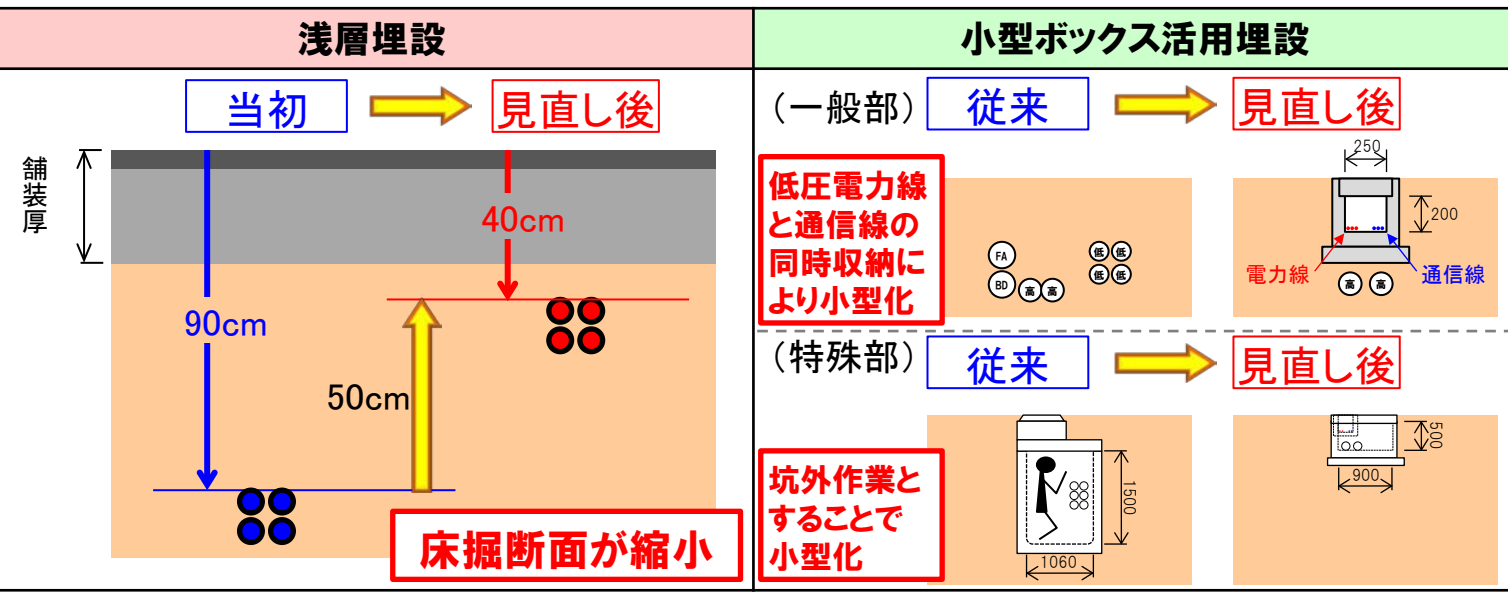 浅層埋設
当初
見直し後
舗装厚
40cm
90cm
50cm
床掘断面が縮小
小型ボックス活用埋設
（一般部）
従来
見直し後
低圧電力線
と通信線の
同時収納に
より小型化
FA
BD
高
高
低
低
低
低
250
200
電力線
通信線
高
高
（特殊部）
従来
見直し後
坑外作業と
することで
小型化
1500
1060
500
900